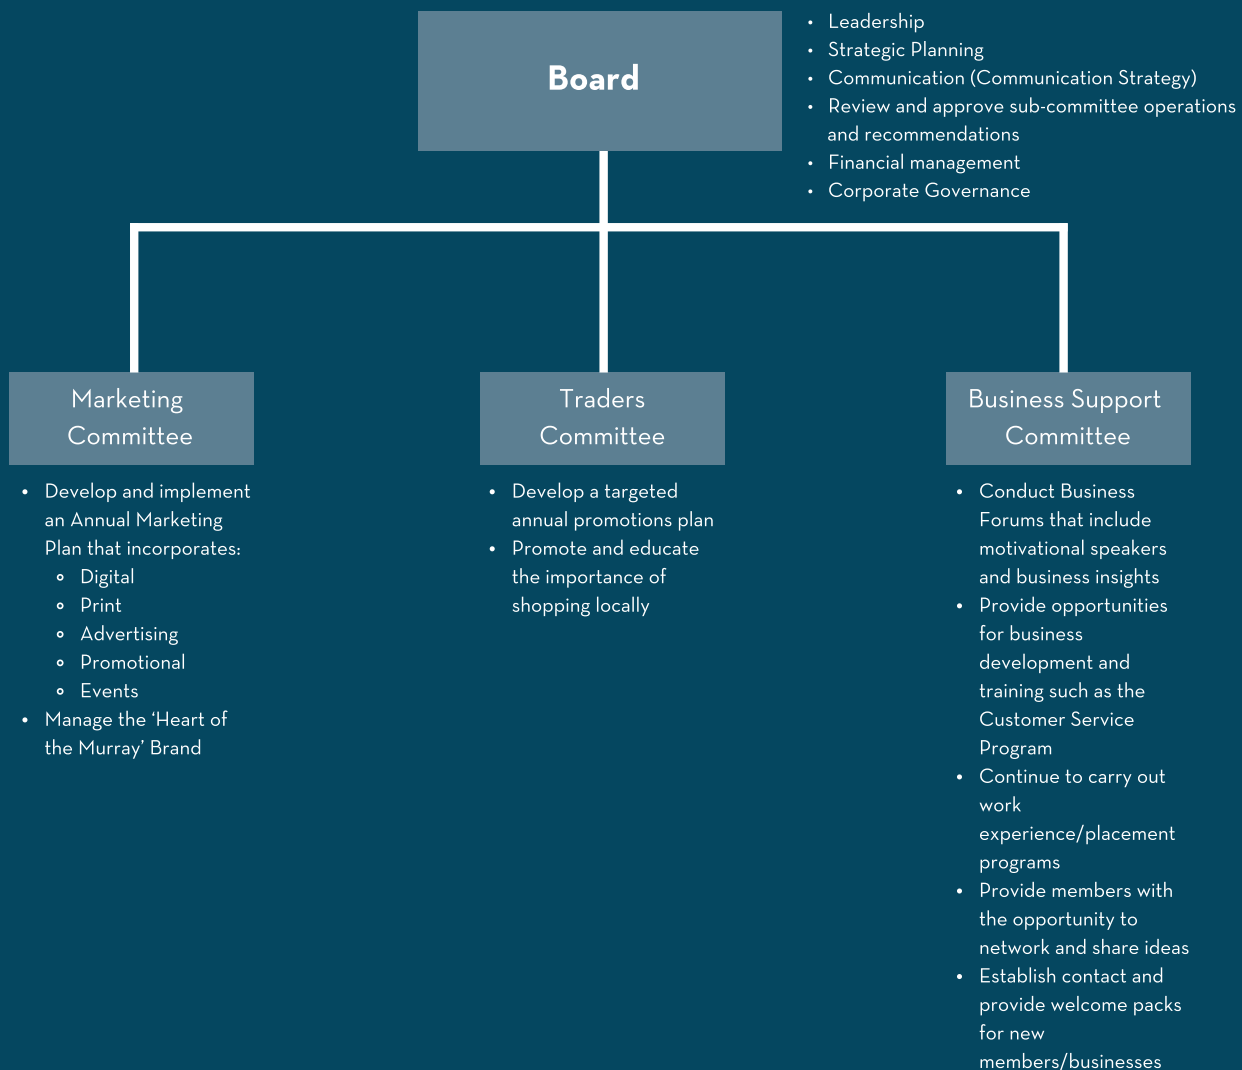 Board
• Leadership
• Strategic Planning
• Communication (Communication Strategy)
• Review and approve sub-committee operations
and recommendations
• Financial management
• Corporate Governance
Marketing
Committee
• Develop and implement
an Annual Marketing
Plan that incorporates:
◦ Digital
◦ Print
◦ Advertising
◦ Promotional
◦ Events
• Manage the ‘Heart of
the Murray’ Brand
Traders
Committee
• Develop a targeted
annual promotions plan
• Promote and educate
the importance of
shopping locally
Business Support
Committee
• Conduct Business
Forums that include
motivational speakers
and business insights
• Provide opportunities
for business
development and
training such as the
Customer Service
Program
• Continue to carry out
work
experience/placement
programs
• Provide members with
the opportunity to
network and share ideas
• Establish contact and
provide welcome packs
for new
members/businesses